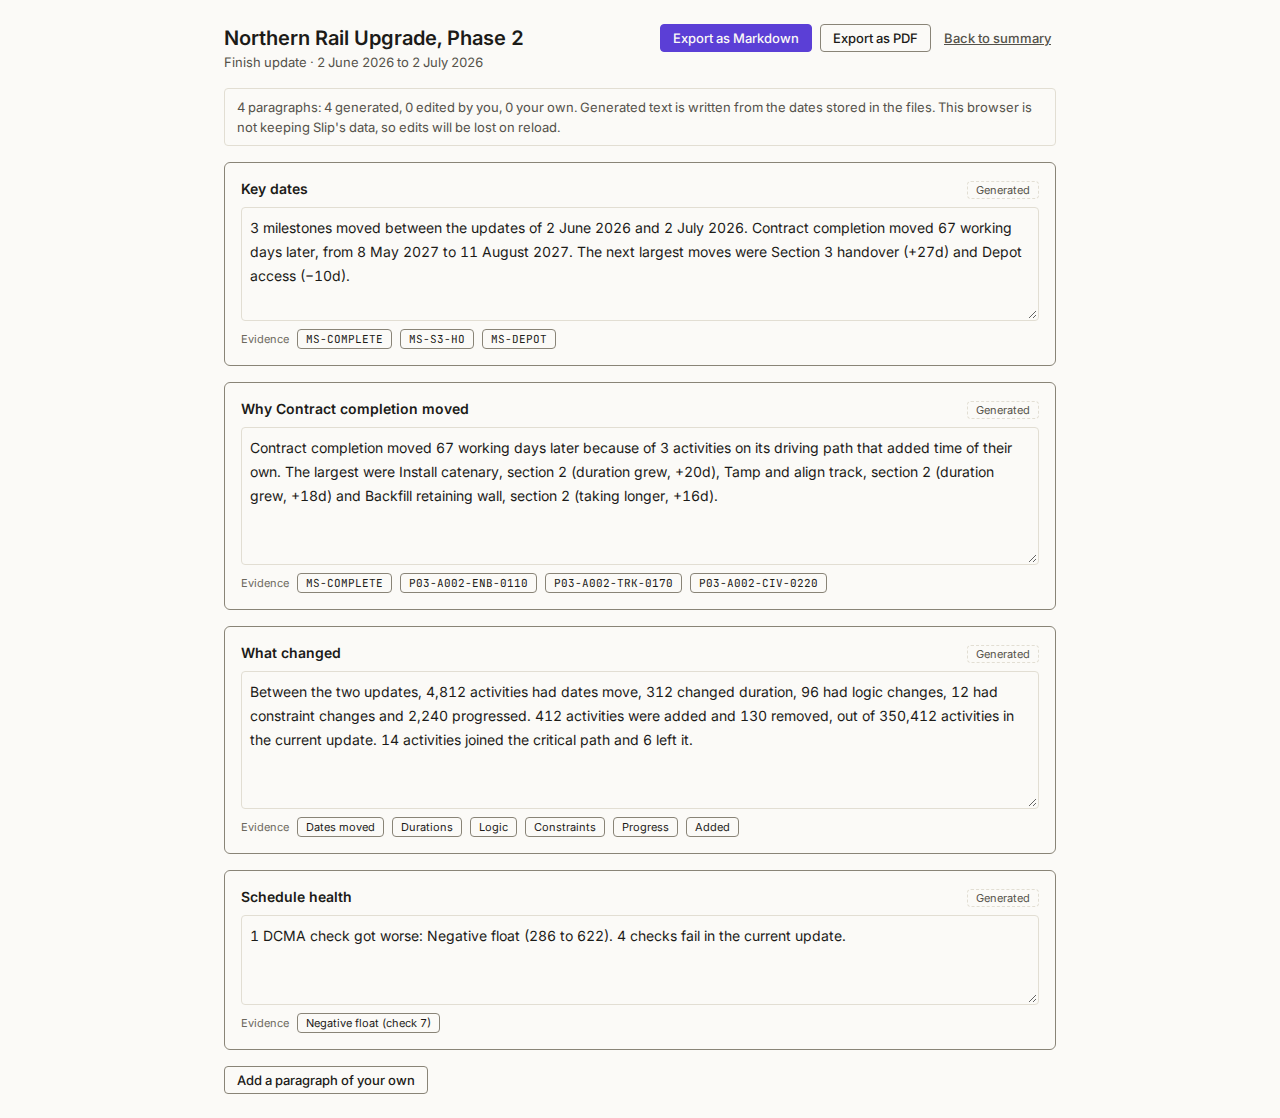 Northern Rail Upgrade, Phase 2
Export as Markdown
Export as PDF
Back to summary
Finish update · 2 June 2026 to 2 July 2026
4 paragraphs: 4 generated, 0 edited by you, 0 your own. Generated text is written from the dates stored in the files. This browser is
not keeping Slip's data, so edits will be lost on reload.
Key dates
Generated
3 milestones moved between the updates of 2 June 2026 and 2 July 2026. Contract completion moved 67 working
days later, from 8 May 2027 to 11 August 2027. The next largest moves were Section 3 handover (+27d) and Depot
access (−10d).
Evidence MS-COMPLETE MS-S3-HO MS-DEPOT
Why Contract completion moved
Generated
Contract completion moved 67 working days later because of 3 activities on its driving path that added time of their
own. The largest were Install catenary, section 2 (duration grew, +20d), Tamp and align track, section 2 (duration
grew, +18d) and Backfill retaining wall, section 2 (taking longer, +16d).
Evidence MS-COMPLETE P03-A002-ENB-0110 P03-A002-TRK-0170 P03-A002-CIV-0220
What changed
Generated
Between the two updates, 4,812 activities had dates move, 312 changed duration, 96 had logic changes, 12 had
constraint changes and 2,240 progressed. 412 activities were added and 130 removed, out of 350,412 activities in
the current update. 14 activities joined the critical path and 6 left it.
Evidence Dates moved Durations Logic Constraints Progress Added
Schedule health
Generated
1 DCMA check got worse: Negative float (286 to 622). 4 checks fail in the current update.
Evidence Negative float (check 7)
Add a paragraph of your own